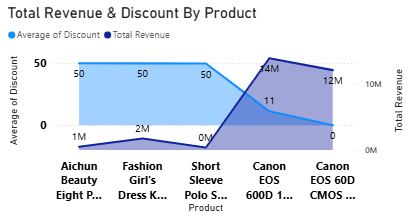 Total Revenue & Discount By Product
Average of Discount Total Revenue
Average of Discount
50
0
50
50
50
11
0
1M
2M
0M
14M
12M
10M
0M
Total Revenue
Aichun Beauty Eight P...
Fashion Girl's Dress K...
Short Sleeve Polo S...
Canon EOS 600D 1...
Canon EOS 60D CMOS ...
Product